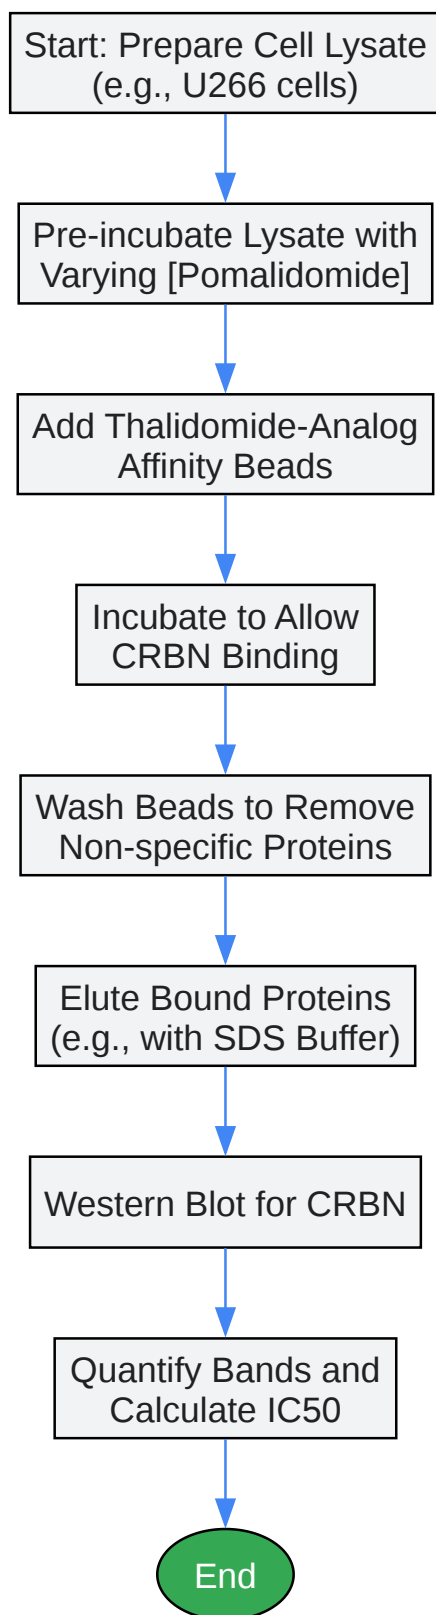 Start: Prepare Cell Lysate
(e.g., U266 cells)
Pre-incubate Lysate with
Varying [Pomalidomide]
Add Thalidomide-Analog
Affinity Beads
Incubate to Allow
CRBN Binding
Wash Beads to Remove
Non-specific Proteins
Elute Bound Proteins
(e.g., with SDS Buffer)
Western Blot for CRBN
Quantify Bands and
Calculate IC50
End